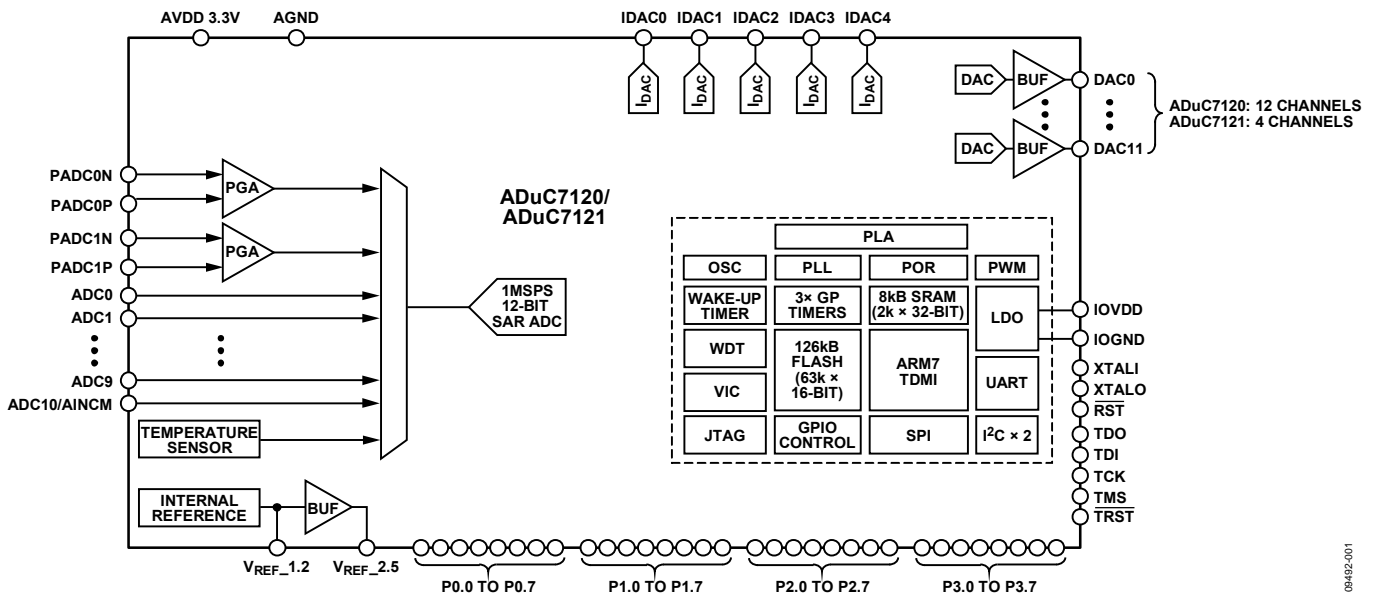 AVDD 3.3V
AGND
IDAC0 IDAC1 IDAC2 IDAC3 IDAC4
IDAC
IDAC
IDAC
IDAC
IDAC
DAC
BUF
DAC0
DAC
BUF
DAC11
ADuC7120: 12 CHANNELS
ADuC7121: 4 CHANNELS
PADC0N
PADC0P
PGA
PADC1N
PADC1P
PGA
ADC0
ADC1
ADC9
ADC10/AINCM
TEMPERATURE
SENSOR
INTERNAL
REFERENCE
BUF
1MSPS
12-BIT
SAR ADC
ADuC7120/
ADuC7121
PLA
OSC
PLL
POR
PWM
WAKE-UP
TIMER
3× GP
TIMERS
8kB SRAM
(2k × 32-BIT)
LDO
WDT
126kB
FLASH
(63k ×
16-BIT)
ARM7
TDMI
UART
VIC
JTAG
GPIO
CONTROL
SPI
I2C × 2
IOVDD
IOGND
XTALI
XTALO
RST
TDO
TDI
TCK
TMS
TRST
VREF_1.2
VREF_2.5
P0.0 TO P0.7
P1.0 TO P1.7
P2.0 TO P2.7
P3.0 TO P3.7
09492-001